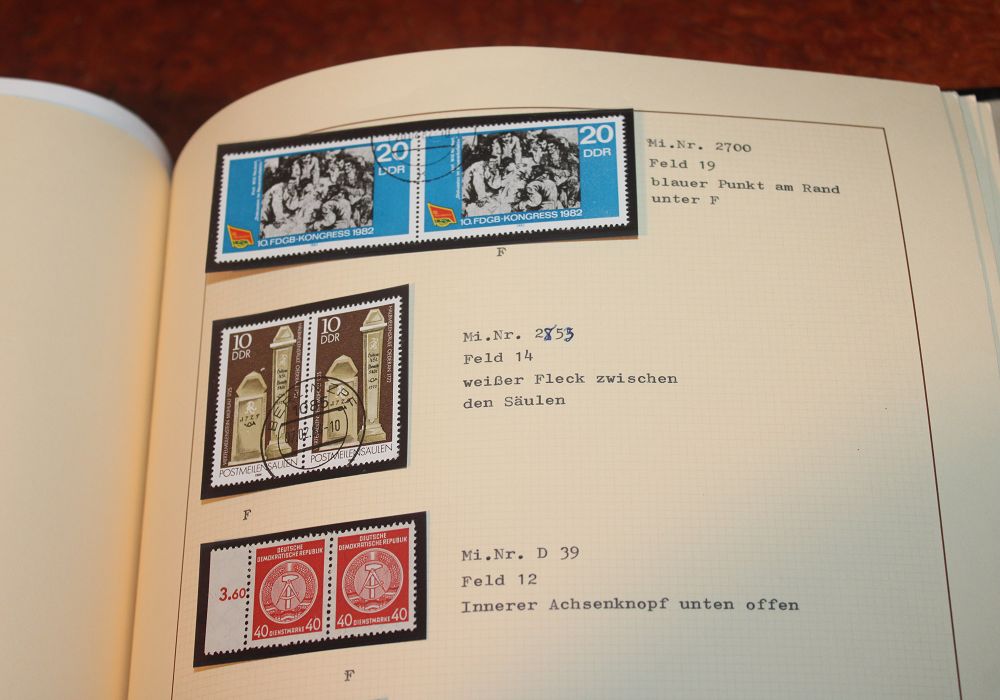 20
DDR
10. FDGB-KONGRESS 1982
20
DDR
10. FDGB-KONGRESS 1982
Mi.Nr. 2700
Feld 19
blauer Punkt am Rand
unter F
F
10
DDR
POSTMEILENSÄULEN
10
DDR
POSTMEILENSÄULEN
Mi.Nr. 2853
Feld 14
weißer Fleck zwischen
den Säulen
F
3.60
DEUTSCHE
DEMOKRATISCHE REPUBLIK
40 DIENSTMARKE 40
DEUTSCHE
DEMOKRATISCHE REPUBLIK
40 DIENSTMARKE 40
Mi.Nr. D 39
Feld 12
Innerer Achsenknopf unten offen
F